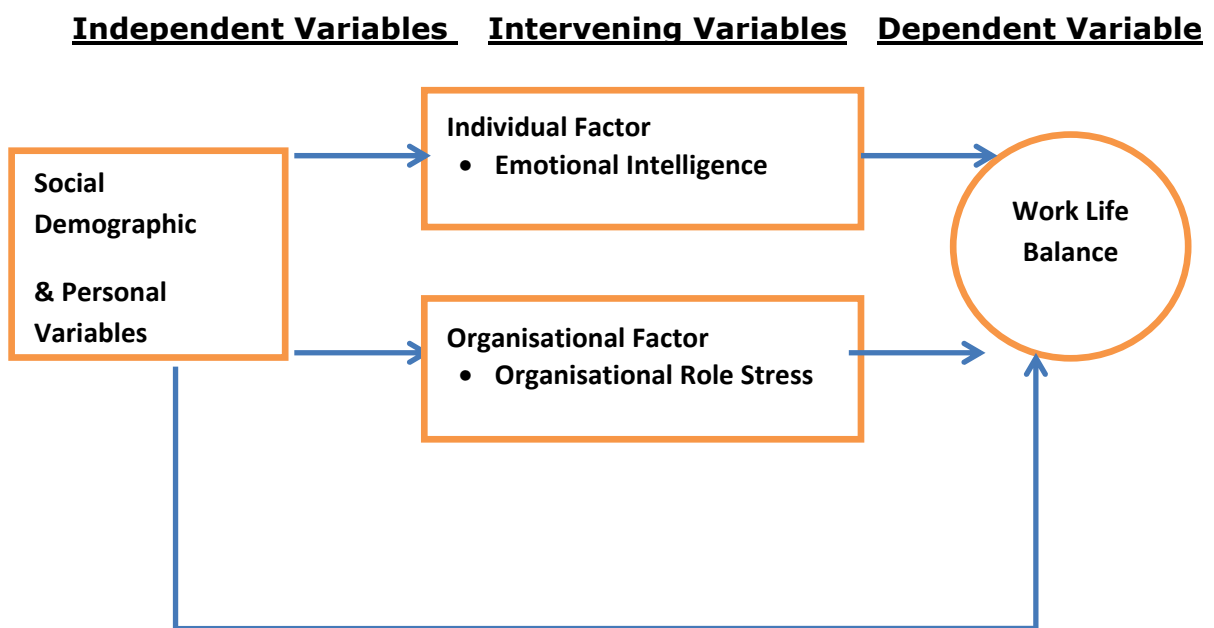 Independent Variables Intervening Variables Dependent Variable
Social
Demographic
& Personal
Variables
Individual Factor
• Emotional Intelligence
Organisational Factor
• Organisational Role Stress
Work Life
Balance